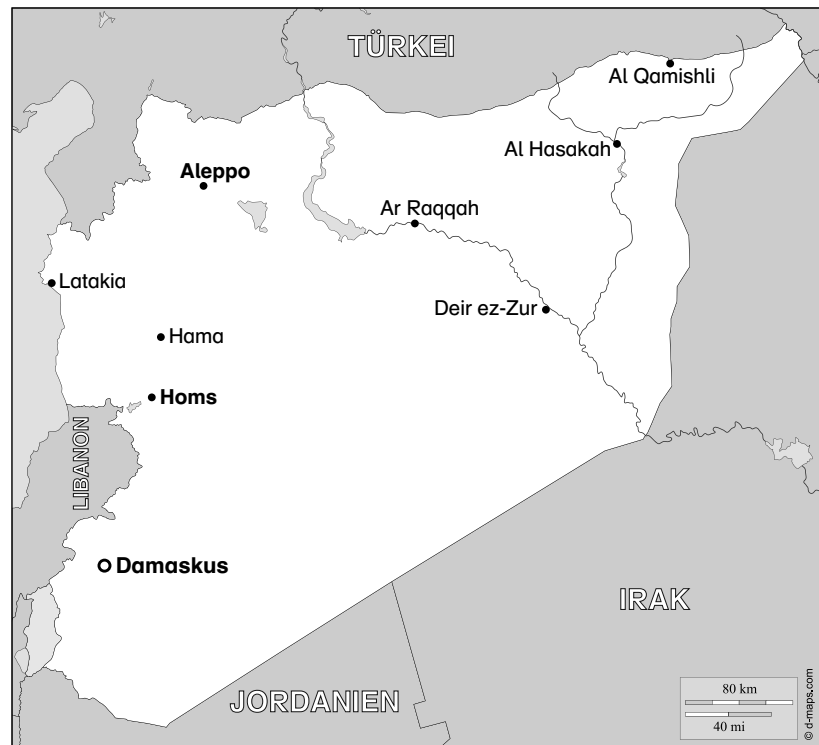 TÜRKEI
Al Qamishli
Al Hasakah
Aleppo
Ar Raqqah
Latakia
Deir ez-Zur
Hama
Homs
LIBANON
Damaskus
IRAK
JORDANIEN
80 km
40 mi
© d-maps.com